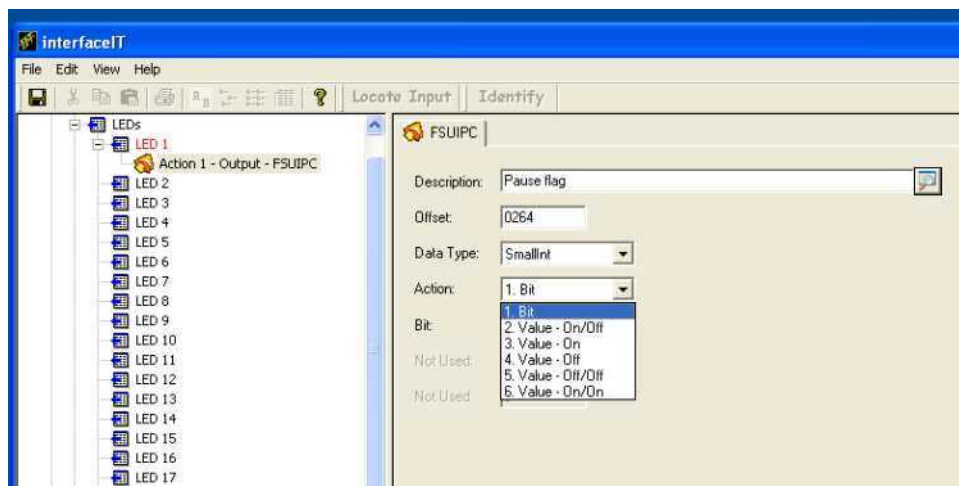 interfaceIT
File Edit View Help
Locate Input Identify
LEDs
LED 1
Action 1 - Output - FSUIPC
LED 2
LED 3
LED 4
LED 5
LED 6
LED 7
LED 8
LED 9
LED 10
LED 11
LED 12
LED 13
LED 14
LED 15
LED 16
LED 17
FSUIPC
Description: Pause flag
Offset: 0264
Data Type: SmallInt
Action: 1. Bit
1. Bit
2. Value - On/Off
3. Value - On
4. Value - Off
5. Value - Off/Off
6. Value - On/On
Bit:
Not Used:
Not Used